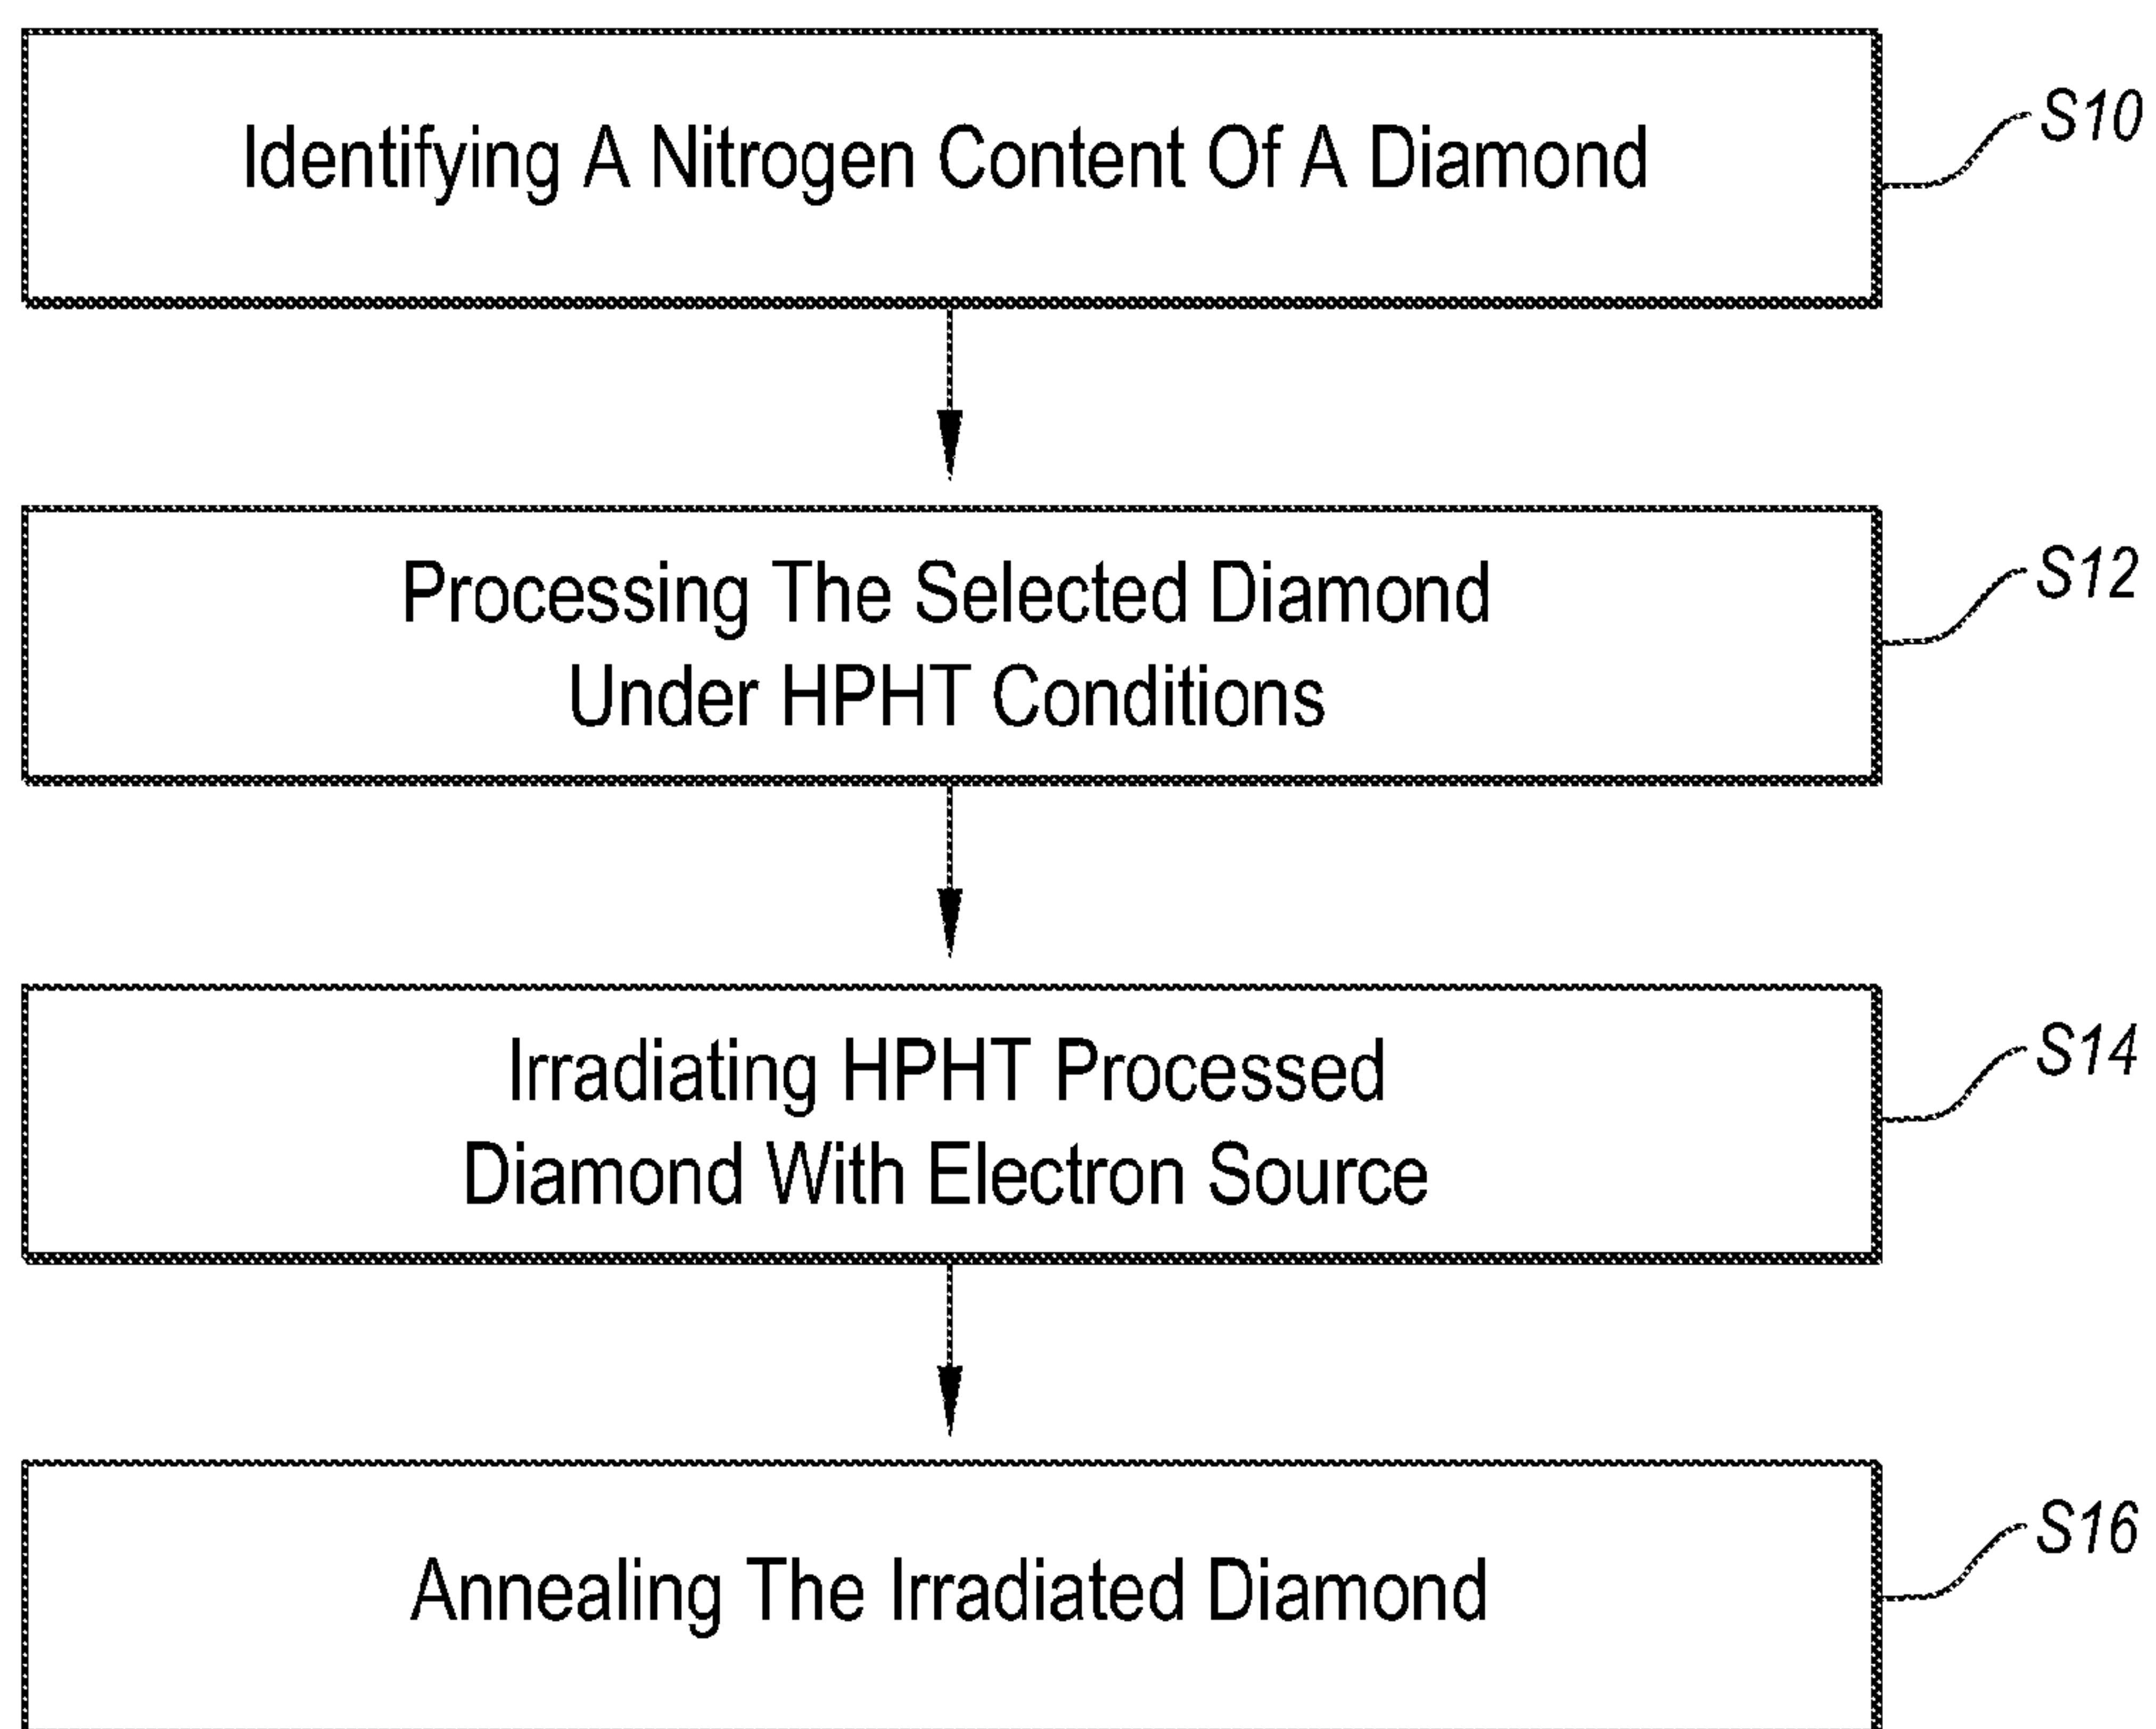 Identifying A Nitrogen Content Of A Diamond
S10
Processing The Selected Diamond
Under HPHT Conditions
S12
Irradiating HPHT Processed
Diamond With Electron Source
S14
Annealing The Irradiated Diamond
S16